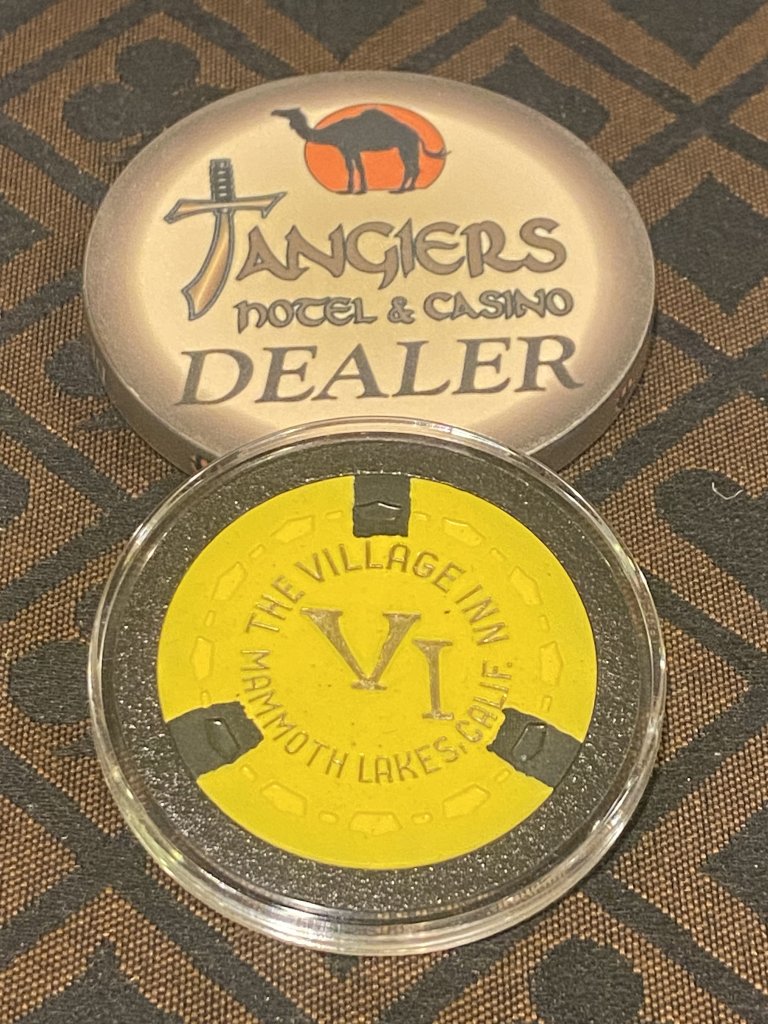 TANGIERS
HOTEL & CASINO
DEALER
THE VILLAGE INN
VI
MAMMOTH LAKES, CALIF.